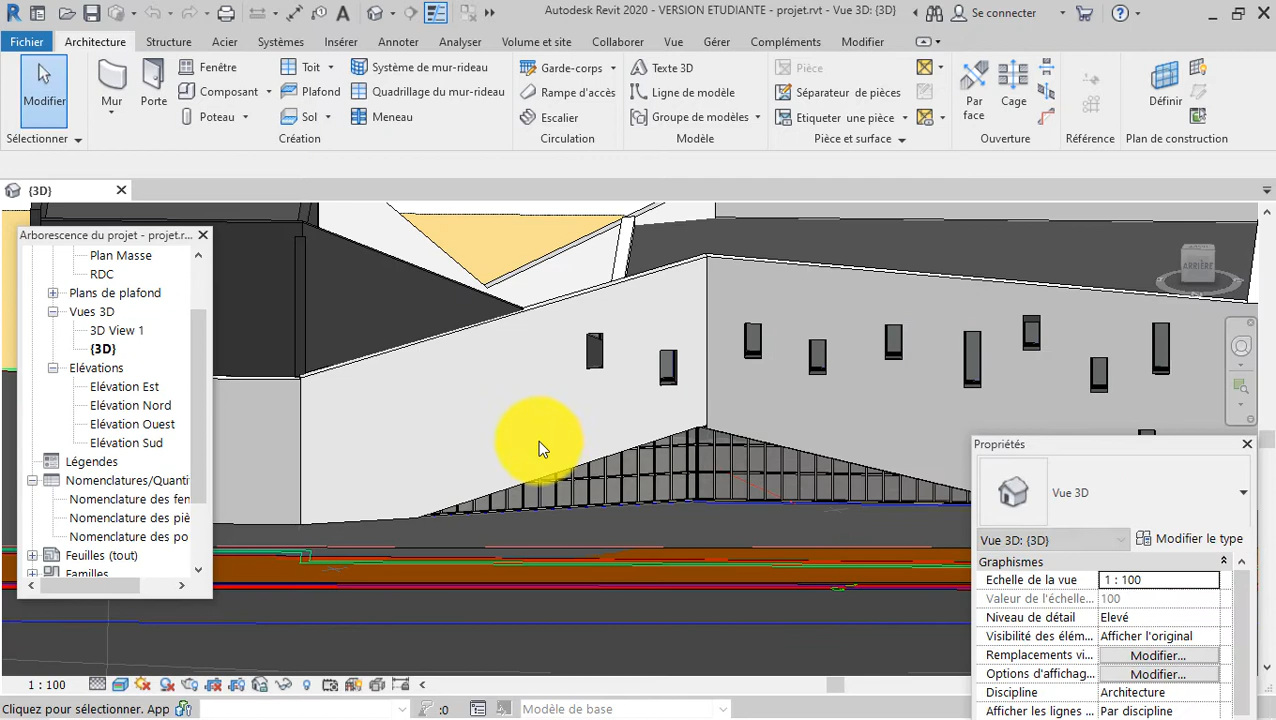 Autodesk Revit 2020 - VERSION ETUDIANTE - projet.rvt - Vue 3D: {3D}
Se connecter
Fichier Architecture Structure Acier Systèmes Insérer Annoter Analyser Volume et site Collaborer Vue Gérer Compléments Modifier
Modifier
Sélectionner
Mur
Porte
Fenêtre
Composant
Poteau
Toit
Plafond
Sol
Système de mur-rideau
Quadrillage du mur-rideau
Meneau
Création
Garde-corps
Rampe d'accès
Escalier
Circulation
Texte 3D
Ligne de modèle
Groupe de modèles
Modèle
Pièce
Séparateur de pièces
Etiqueter une pièce
Pièce et surface
Par face
Cage
Ouverture
Référence
Définir
Plan de construction
{3D}
Arborescence du projet - projet.r...
Plan Masse
RDC
Plans de plafond
Vues 3D
3D View 1
{3D}
Elévations
Elévation Est
Elévation Nord
Elévation Ouest
Elévation Sud
Légendes
Nomenclatures/Quanti
Nomenclature des fen
Nomenclature des piè
Nomenclature des po
Feuilles (tout)
Familles
ARRIÈRE
Propriétés
Vue 3D
Vue 3D: {3D}
Modifier le type
Graphismes
Echelle de la vue 1 : 100
Valeur de l'échelle... 100
Niveau de détail Elevé
Visibilité des élém... Afficher l'original
Remplacements vi... Modifier...
Options d'affichag... Modifier...
Discipline Architecture
Afficher les lignes Par discipline
1 : 100
Cliquez pour sélectionner. App
:0
Modèle de base